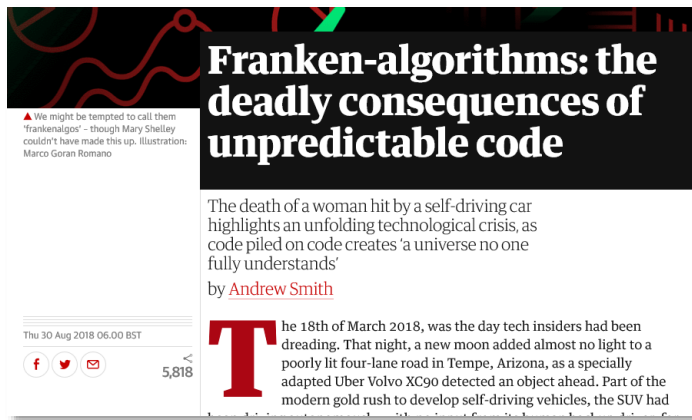 Franken-algorithms: the
deadly consequences of
unpredictable code
▲ We might be tempted to call them
'frankenalgos' – though Mary Shelley
couldn't have made this up. Illustration:
Marco Goran Romano
The death of a woman hit by a self-driving car
highlights an unfolding technological crisis, as
code piled on code creates 'a universe no one
fully understands'
by Andrew Smith
Thu 30 Aug 2018 06.00 BST
5,818
The 18th of March 2018, was the day tech insiders had been
dreading. That night, a new moon added almost no light to a
poorly lit four-lane road in Tempe, Arizona, as a specially
adapted Uber Volvo XC90 detected an object ahead. Part of the
modern gold rush to develop self-driving vehicles, the SUV had